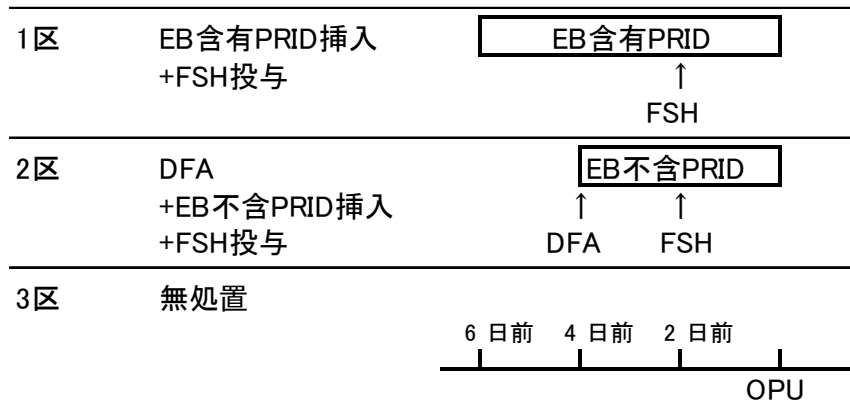 1区 EB含有PRID挿入 EB含有PRID
+FSH投与 ↑
FSH
2区 DFA EB不含PRID
+EB不含PRID挿入 ↑ ↑
+FSH投与 DFA FSH
3区 無処置
6 日前 4 日前 2 日前
OPU